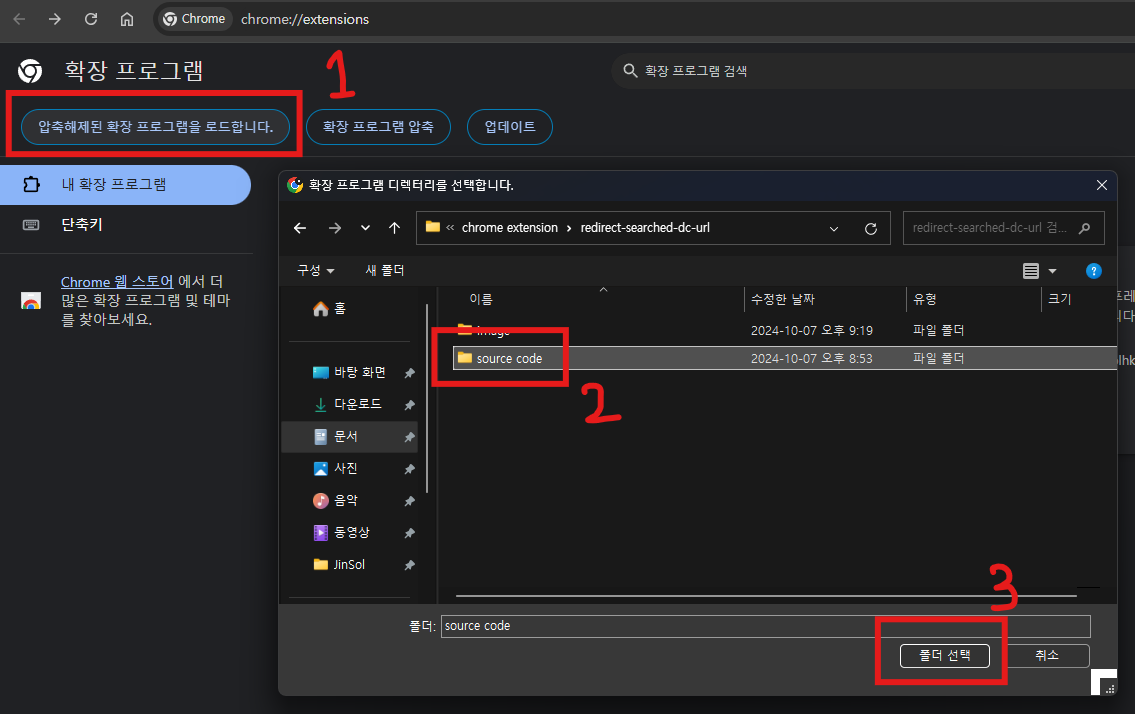 Chrome chrome://extensions
확장 프로그램
1
확장 프로그램 검색
압축해제된 확장 프로그램을 로드합니다.
확장 프로그램 압축
업데이트
내 확장 프로그램
단축키
Chrome 웹 스토어 에서 더
많은 확장 프로그램 및 테마
를 찾아보세요.
확장 프로그램 디렉터리를 선택합니다.
« chrome extension › redirect-searched-dc-url
redirect-searched-dc-url 검...
구성
새 폴더
홈
바탕 화면
다운로드
문서
사진
음악
동영상
JinSol
이름 수정한 날짜 유형 크기
image 2024-10-07 오후 9:19 파일 폴더
source code 2024-10-07 오후 8:53 파일 폴더
2
3
폴더: source code
폴더 선택
취소